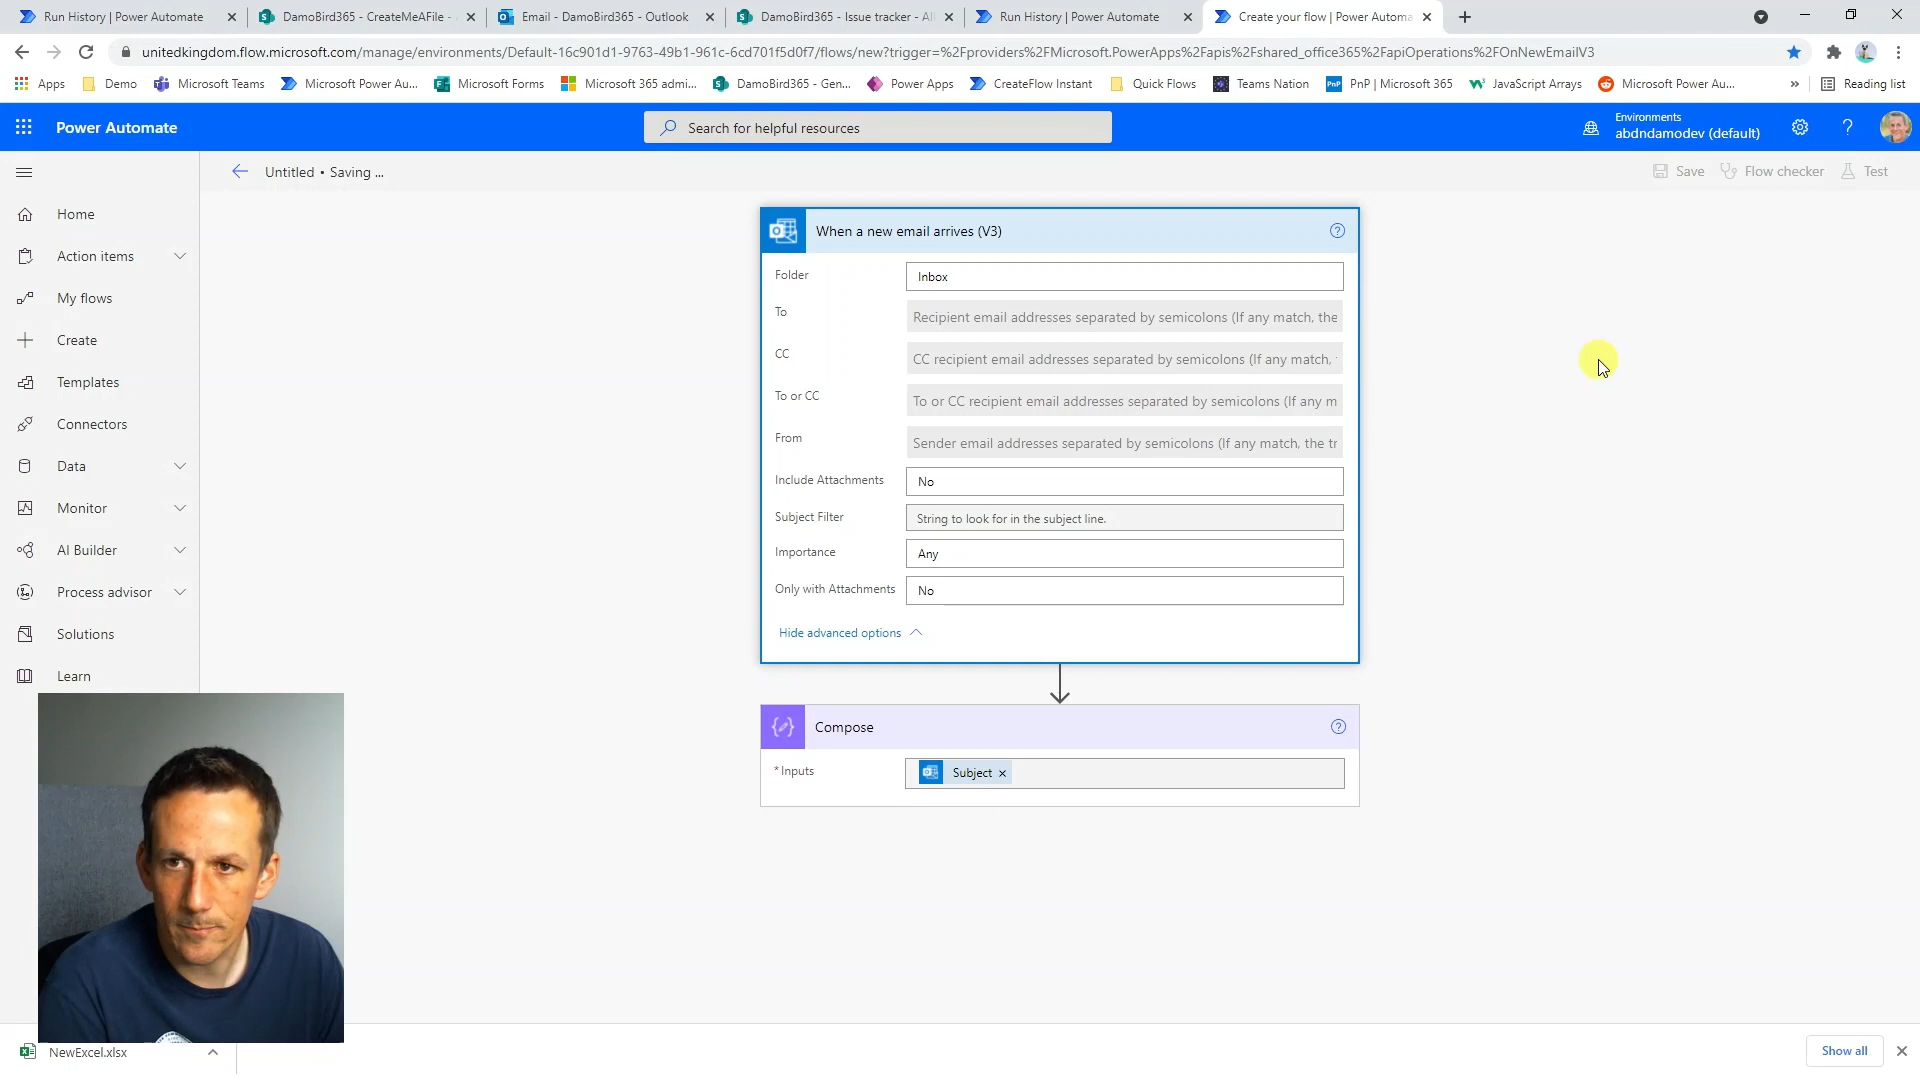 Run History | Power Automate
DamoBird365 - CreateMeAFile -
Email - DamoBird365 - Outlook
DamoBird365 - Issue tracker - All
Run History | Power Automate
Create your flow | Power Automa
unitedkingdom.flow.microsoft.com/manage/environments/Default-16c901d1-9763-49b1-961c-6cd701f5d0f7/flows/new?trigger=%2Fproviders%2FMicrosoft.PowerApps%2Fapis%2Fshared_office365%2FapiOperations%2FOnNewEmailV3
Apps
Demo
Microsoft Teams
Microsoft Power Au...
Microsoft Forms
Microsoft 365 admi...
DamoBird365 - Gen...
Power Apps
CreateFlow Instant
Quick Flows
Teams Nation
PnP | Microsoft 365
JavaScript Arrays
Microsoft Power Au...
»
Reading list
Power Automate
Search for helpful resources
Environments
abdndamodev (default)
Untitled • Saving ...
Save
Flow checker
Test
Home
Action items
My flows
Create
Templates
Connectors
Data
Monitor
AI Builder
Process advisor
Solutions
Learn
When a new email arrives (V3)
Folder
Inbox
To
Recipient email addresses separated by semicolons (If any match, the
CC
CC recipient email addresses separated by semicolons (If any match,
To or CC
To or CC recipient email addresses separated by semicolons (If any m
From
Sender email addresses separated by semicolons (If any match, the tr
Include Attachments
No
Subject Filter
String to look for in the subject line.
Importance
Any
Only with Attachments
No
Hide advanced options
Compose
* Inputs
Subject
NewExcel.xlsx
Show all